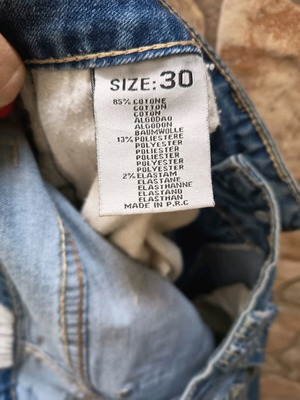 SIZE: 30
85% COTONE
COTTON
COTON
ALGODAO
ALGODON
BAUMWOLLE
13% POLIESTERE
POLYESTER
POLIESTER
POLIESTER
POLYESTER
POLYESTER
2% ELASTAM
ELASTANE
ELASTHANNE
ELASTANO
ELASTHAN
MADE IN P.R.C